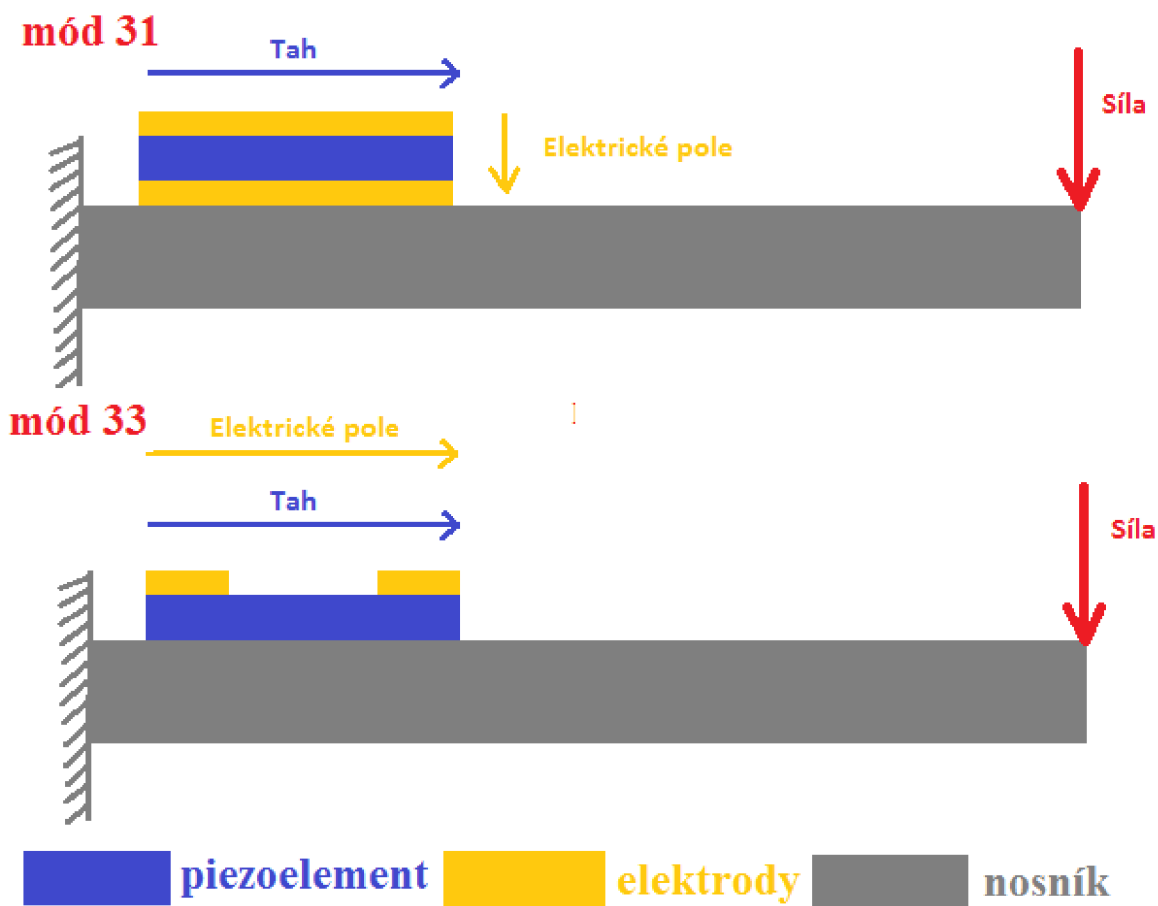 mód 31
Tah
Síla
Elektrické pole
mód 33
Elektrické pole
Tah
Síla
piezoelement elektrody nosník